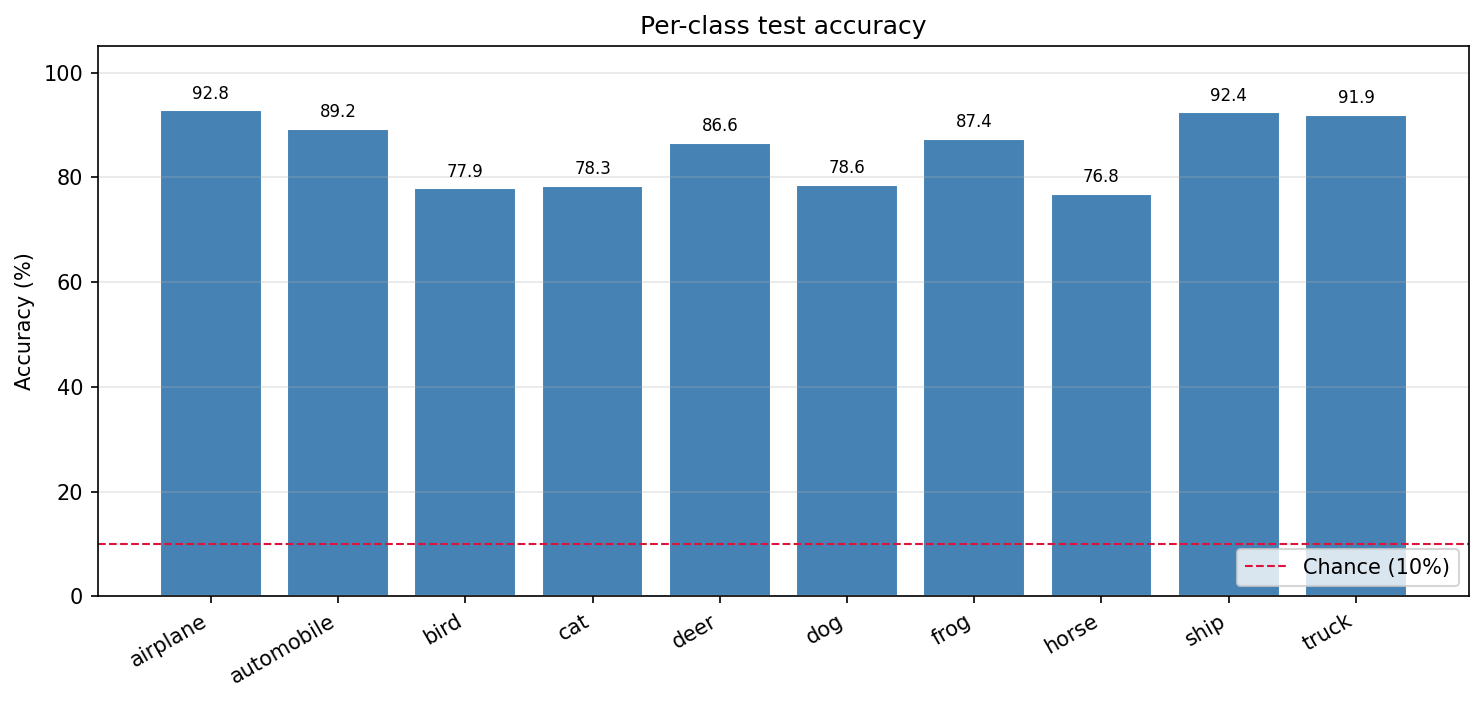 Per-class test accuracy
Accuracy (%)
100
80
60
40
20
0
92.8
89.2
77.9
78.3
86.6
78.6
87.4
76.8
92.4
91.9
Chance (10%)
airplane
automobile
bird
cat
deer
dog
frog
horse
ship
truck